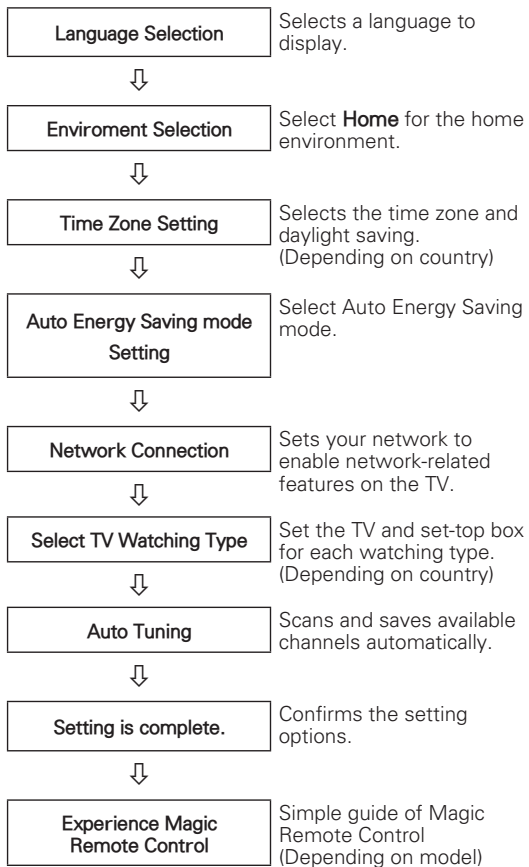 Language Selection
Selects a language to
display.
⇩
Enviroment Selection
Select Home for the home
environment.
⇩
Time Zone Setting
Selects the time zone and
daylight saving.
(Depending on country)
⇩
Auto Energy Saving mode
Setting
Select Auto Energy Saving
mode.
⇩
Network Connection
Sets your network to
enable network-related
features on the TV.
⇩
Select TV Watching Type
Set the TV and set-top box
for each watching type.
(Depending on country)
⇩
Auto Tuning
Scans and saves available
channels automatically.
⇩
Setting is complete.
Confirms the setting
options.
⇩
Experience Magic
Remote Control
Simple guide of Magic
Remote Control
(Depending on model)